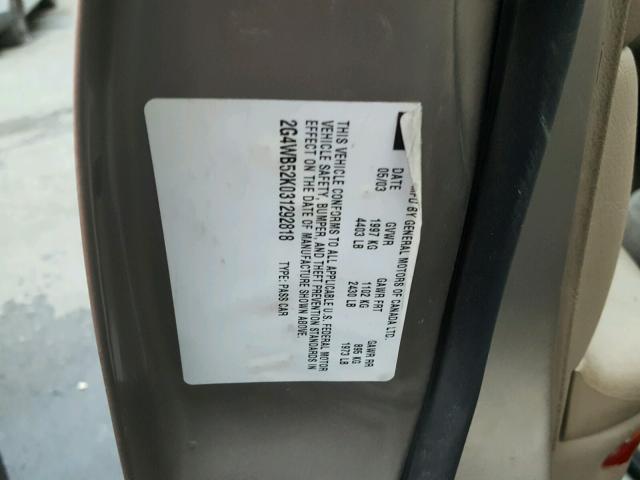 MFD BY GENERAL MOTORS OF CANADA LTD.
DATE GVWR GAWR FRT GAWR RR
05/03 1997 KG 1102 KG 895 KG
4403 LB 2430 LB 1973 LB
THIS VEHICLE CONFORMS TO ALL APPLICABLE U.S. FEDERAL MOTOR
VEHICLE SAFETY, BUMPER, AND THEFT PREVENTION STANDARDS IN
EFFECT ON THE DATE OF MANUFACTURE SHOWN ABOVE.
2G4WB52K031292818 TYPE: PASS CAR